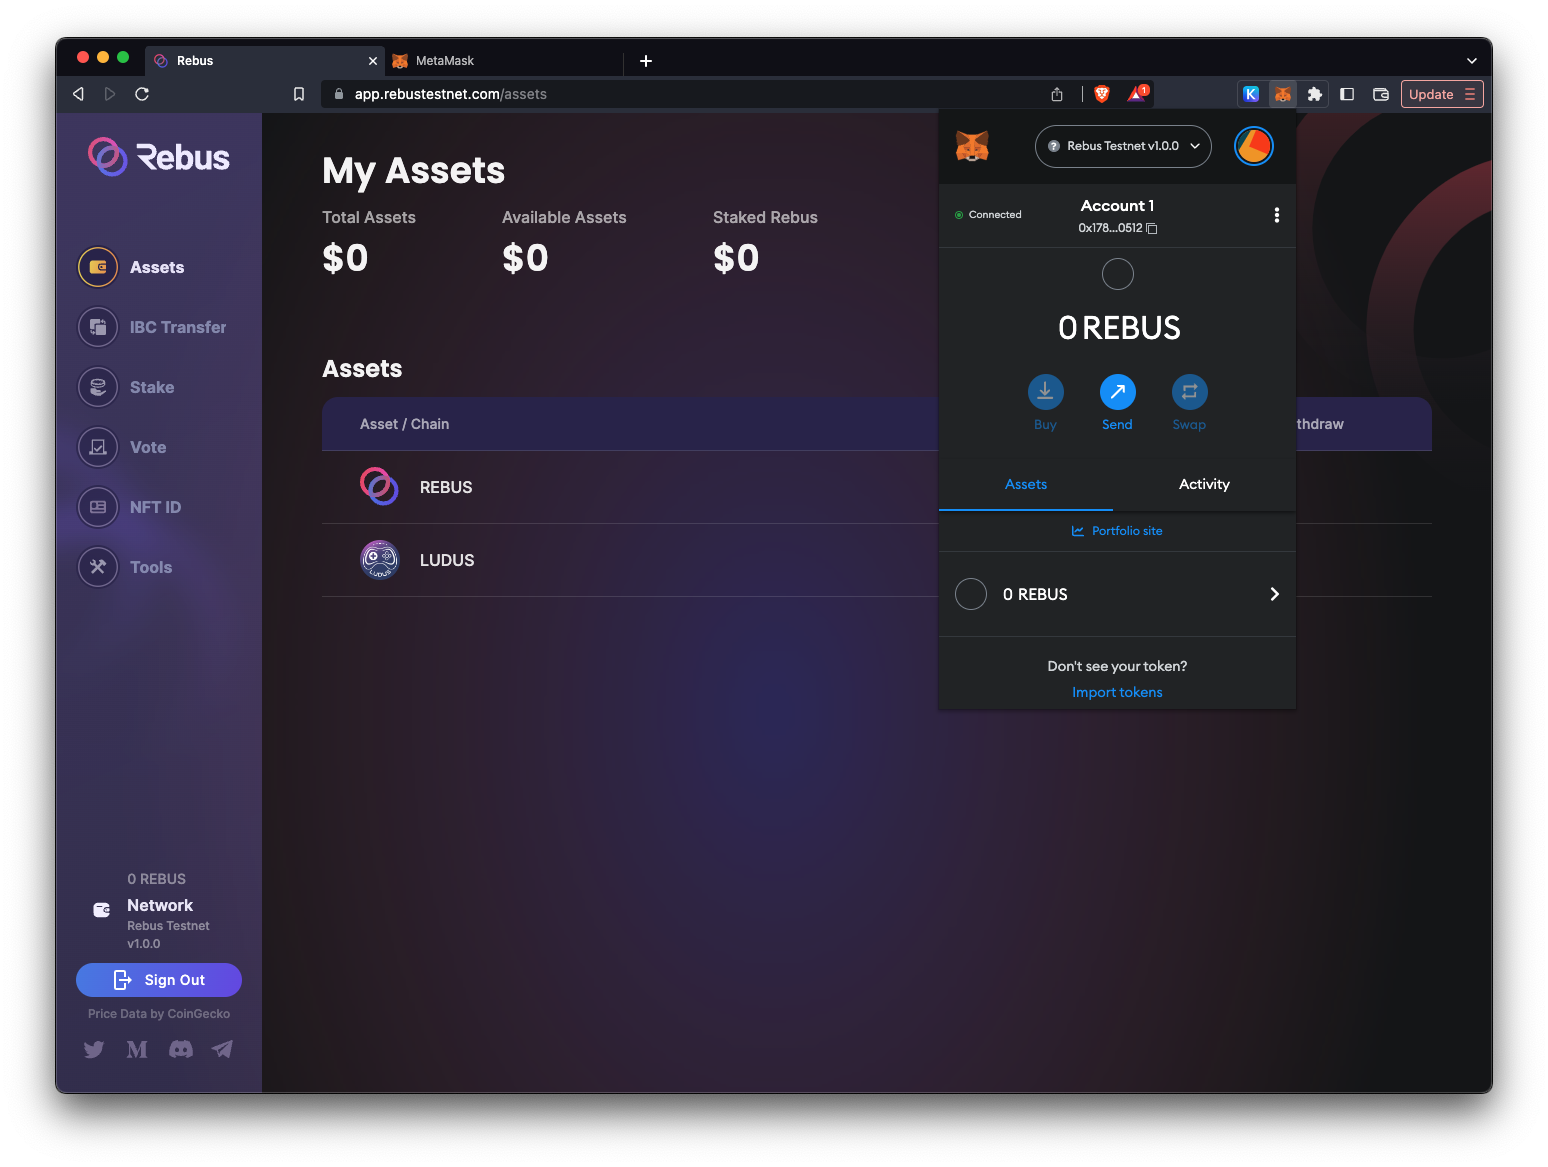 Rebus
MetaMask
app.rebustestnet.com/assets
1
K
Update
Rebus
Assets
IBC Transfer
Stake
Vote
NFT ID
Tools
0 REBUS
Network
Rebus Testnet
v1.0.0
Sign Out
Price Data by CoinGecko
My Assets
Total Assets
Available Assets
Staked Rebus
$0
$0
$0
Assets
Asset / Chain
thdraw
REBUS
LUDUS
LUDUS
Rebus Testnet v1.0.0
Connected
Account 1
0x178...0512
0 REBUS
Buy
Send
Swap
Assets
Activity
Portfolio site
0 REBUS
Don't see your token?
Import tokens